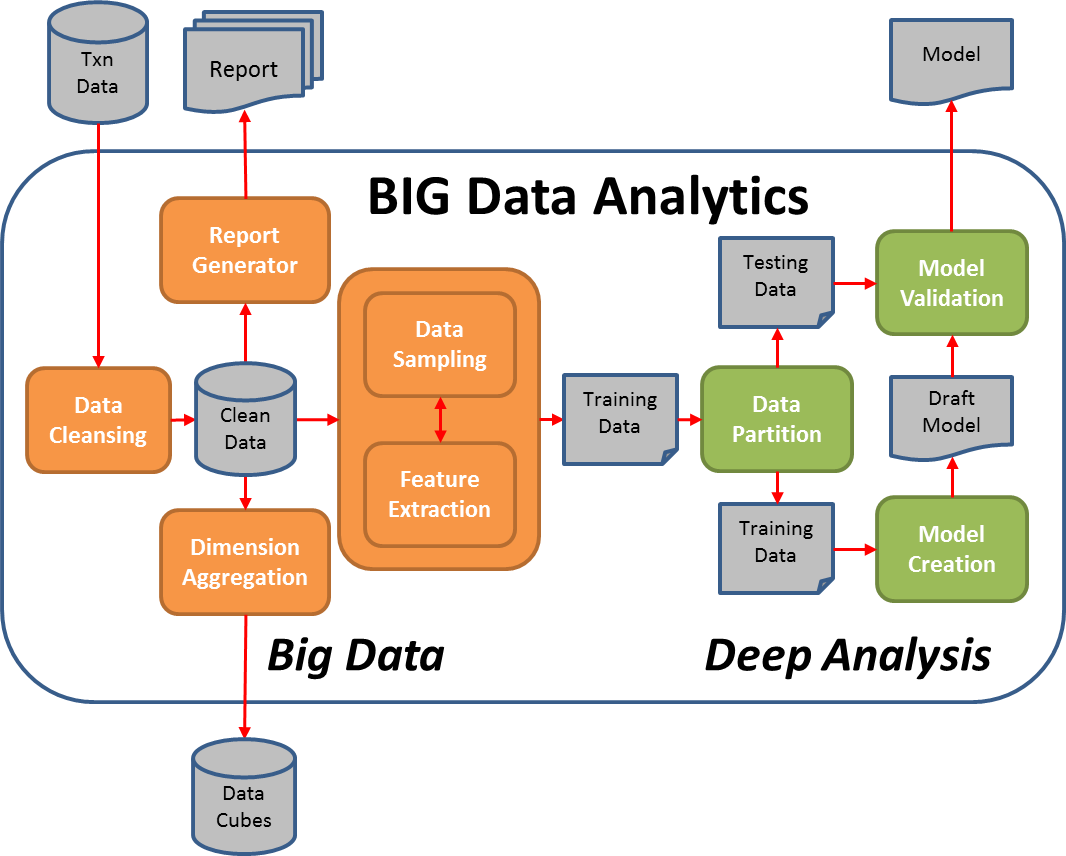 Txn
Data
Report
Model
BIG Data Analytics
Report
Generator
Data
Sampling
Testing
Data
Model
Validation
Data
Cleansing
Clean
Data
Training
Data
Data
Partition
Draft
Model
Feature
Extraction
Dimension
Aggregation
Training
Data
Model
Creation
Big Data
Deep Analysis
Data
Cubes